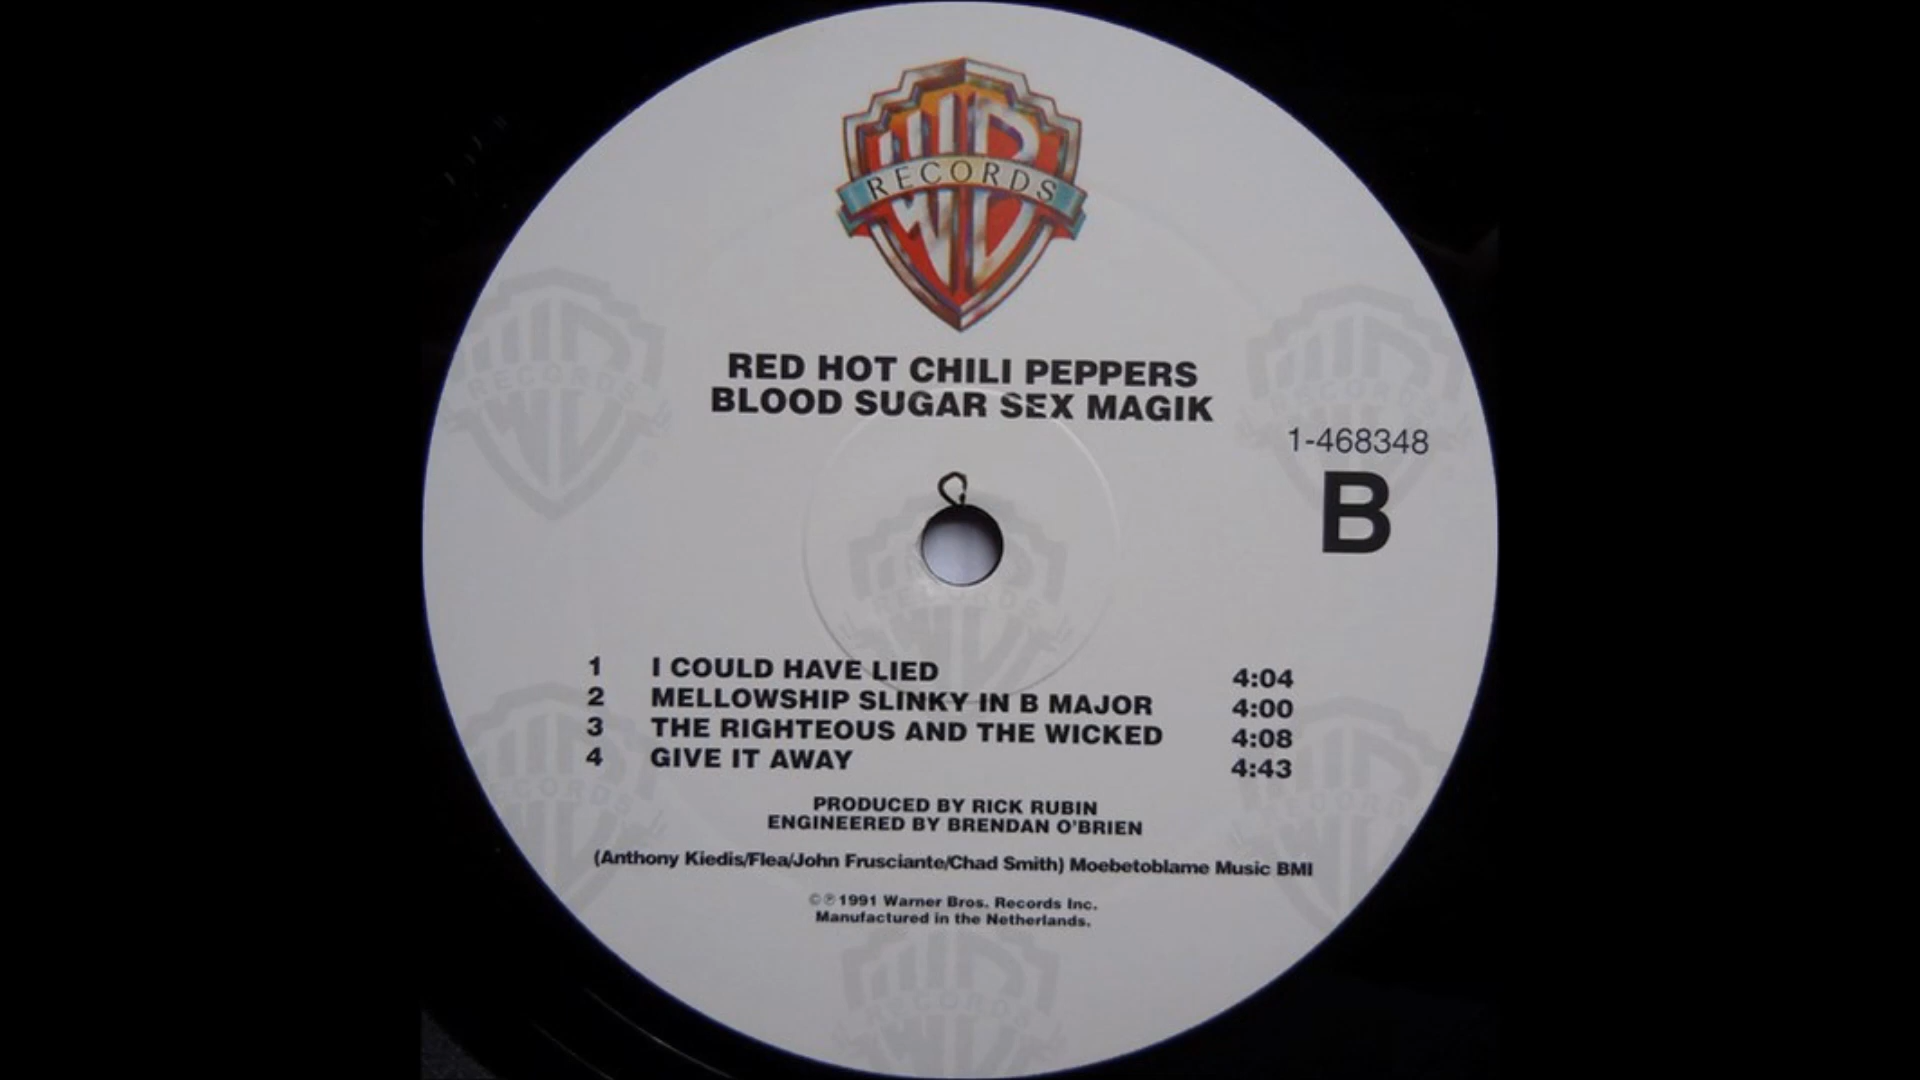 WB RECORDS
RED HOT CHILI PEPPERS
BLOOD SUGAR SEX MAGIK
1-468348
B
1 I COULD HAVE LIED 4:04
2 MELLOWSHIP SLINKY IN B MAJOR 4:00
3 THE RIGHTEOUS AND THE WICKED 4:08
4 GIVE IT AWAY 4:43
PRODUCED BY RICK RUBIN
ENGINEERED BY BRENDAN O'BRIEN
(Anthony Kiedis/Flea/John Frusciante/Chad Smith) Moebetoblame Music BMI
©℗1991 Warner Bros. Records Inc.
Manufactured in the Netherlands.